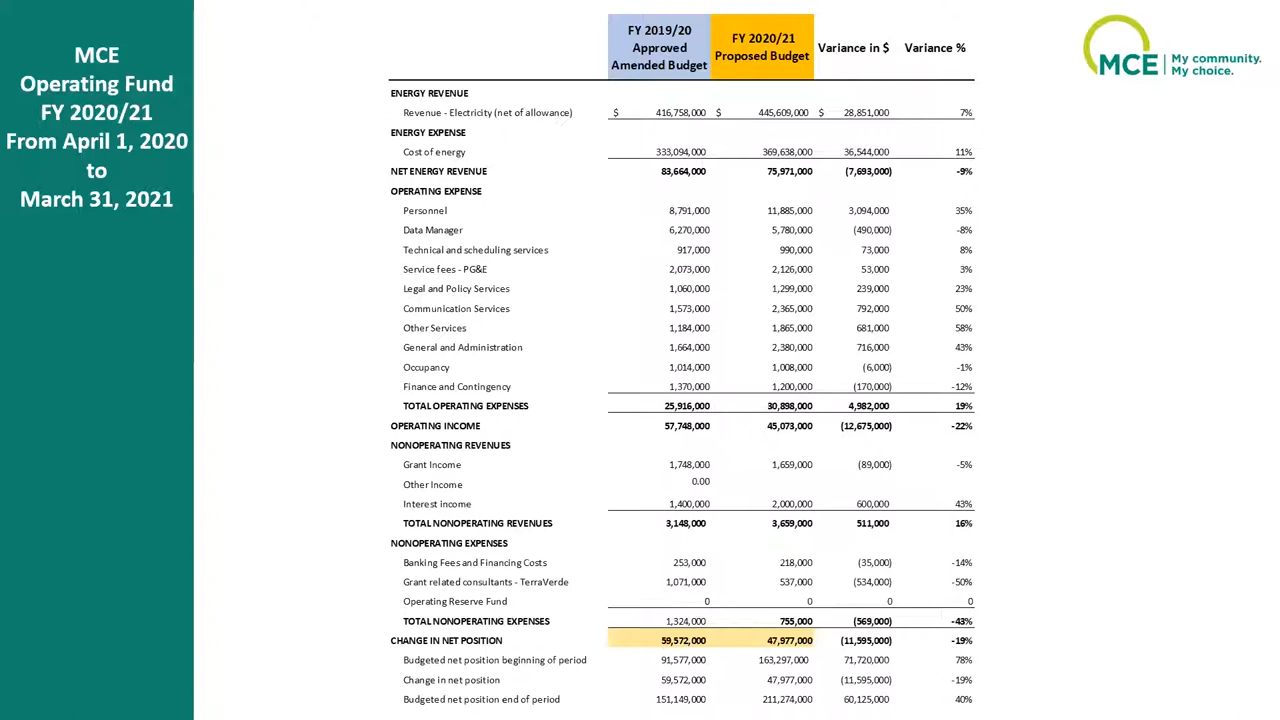 MCE
Operating Fund
FY 2020/21
From April 1, 2020
to
March 31, 2021
FY 2019/20
Approved
Amended Budget
FY 2020/21
Proposed Budget
Variance in $
Variance %
MCE My community.
My choice.
ENERGY REVENUE
Revenue - Electricity (net of allowance) $ 416,758,000 $ 445,609,000 $ 28,851,000 7%
ENERGY EXPENSE
Cost of energy 333,094,000 369,638,000 36,544,000 11%
NET ENERGY REVENUE 83,664,000 75,971,000 (7,693,000) -9%
OPERATING EXPENSE
Personnel 8,791,000 11,885,000 3,094,000 35%
Data Manager 6,270,000 5,780,000 (490,000) -8%
Technical and scheduling services 917,000 990,000 73,000 8%
Service fees - PG&E 2,073,000 2,126,000 53,000 3%
Legal and Policy Services 1,060,000 1,299,000 239,000 23%
Communication Services 1,573,000 2,365,000 792,000 50%
Other Services 1,184,000 1,865,000 681,000 58%
General and Administration 1,664,000 2,380,000 716,000 43%
Occupancy 1,014,000 1,008,000 (6,000) -1%
Finance and Contingency 1,370,000 1,200,000 (170,000) -12%
TOTAL OPERATING EXPENSES 25,916,000 30,898,000 4,982,000 19%
OPERATING INCOME 57,748,000 45,073,000 (12,675,000) -22%
NONOPERATING REVENUES
Grant Income 1,748,000 1,659,000 (89,000) -5%
Other Income 0.00
Interest income 1,400,000 2,000,000 600,000 43%
TOTAL NONOPERATING REVENUES 3,148,000 3,659,000 511,000 16%
NONOPERATING EXPENSES
Banking Fees and Financing Costs 253,000 218,000 (35,000) -14%
Grant related consultants - TerraVerde 1,071,000 537,000 (534,000) -50%
Operating Reserve Fund 0 0 0 0
TOTAL NONOPERATING EXPENSES 1,324,000 755,000 (569,000) -43%
CHANGE IN NET POSITION 59,572,000 47,977,000 (11,595,000) -19%
Budgeted net position beginning of period 91,577,000 163,297,000 71,720,000 78%
Change in net position 59,572,000 47,977,000 (11,595,000) -19%
Budgeted net position end of period 151,149,000 211,274,000 60,125,000 40%